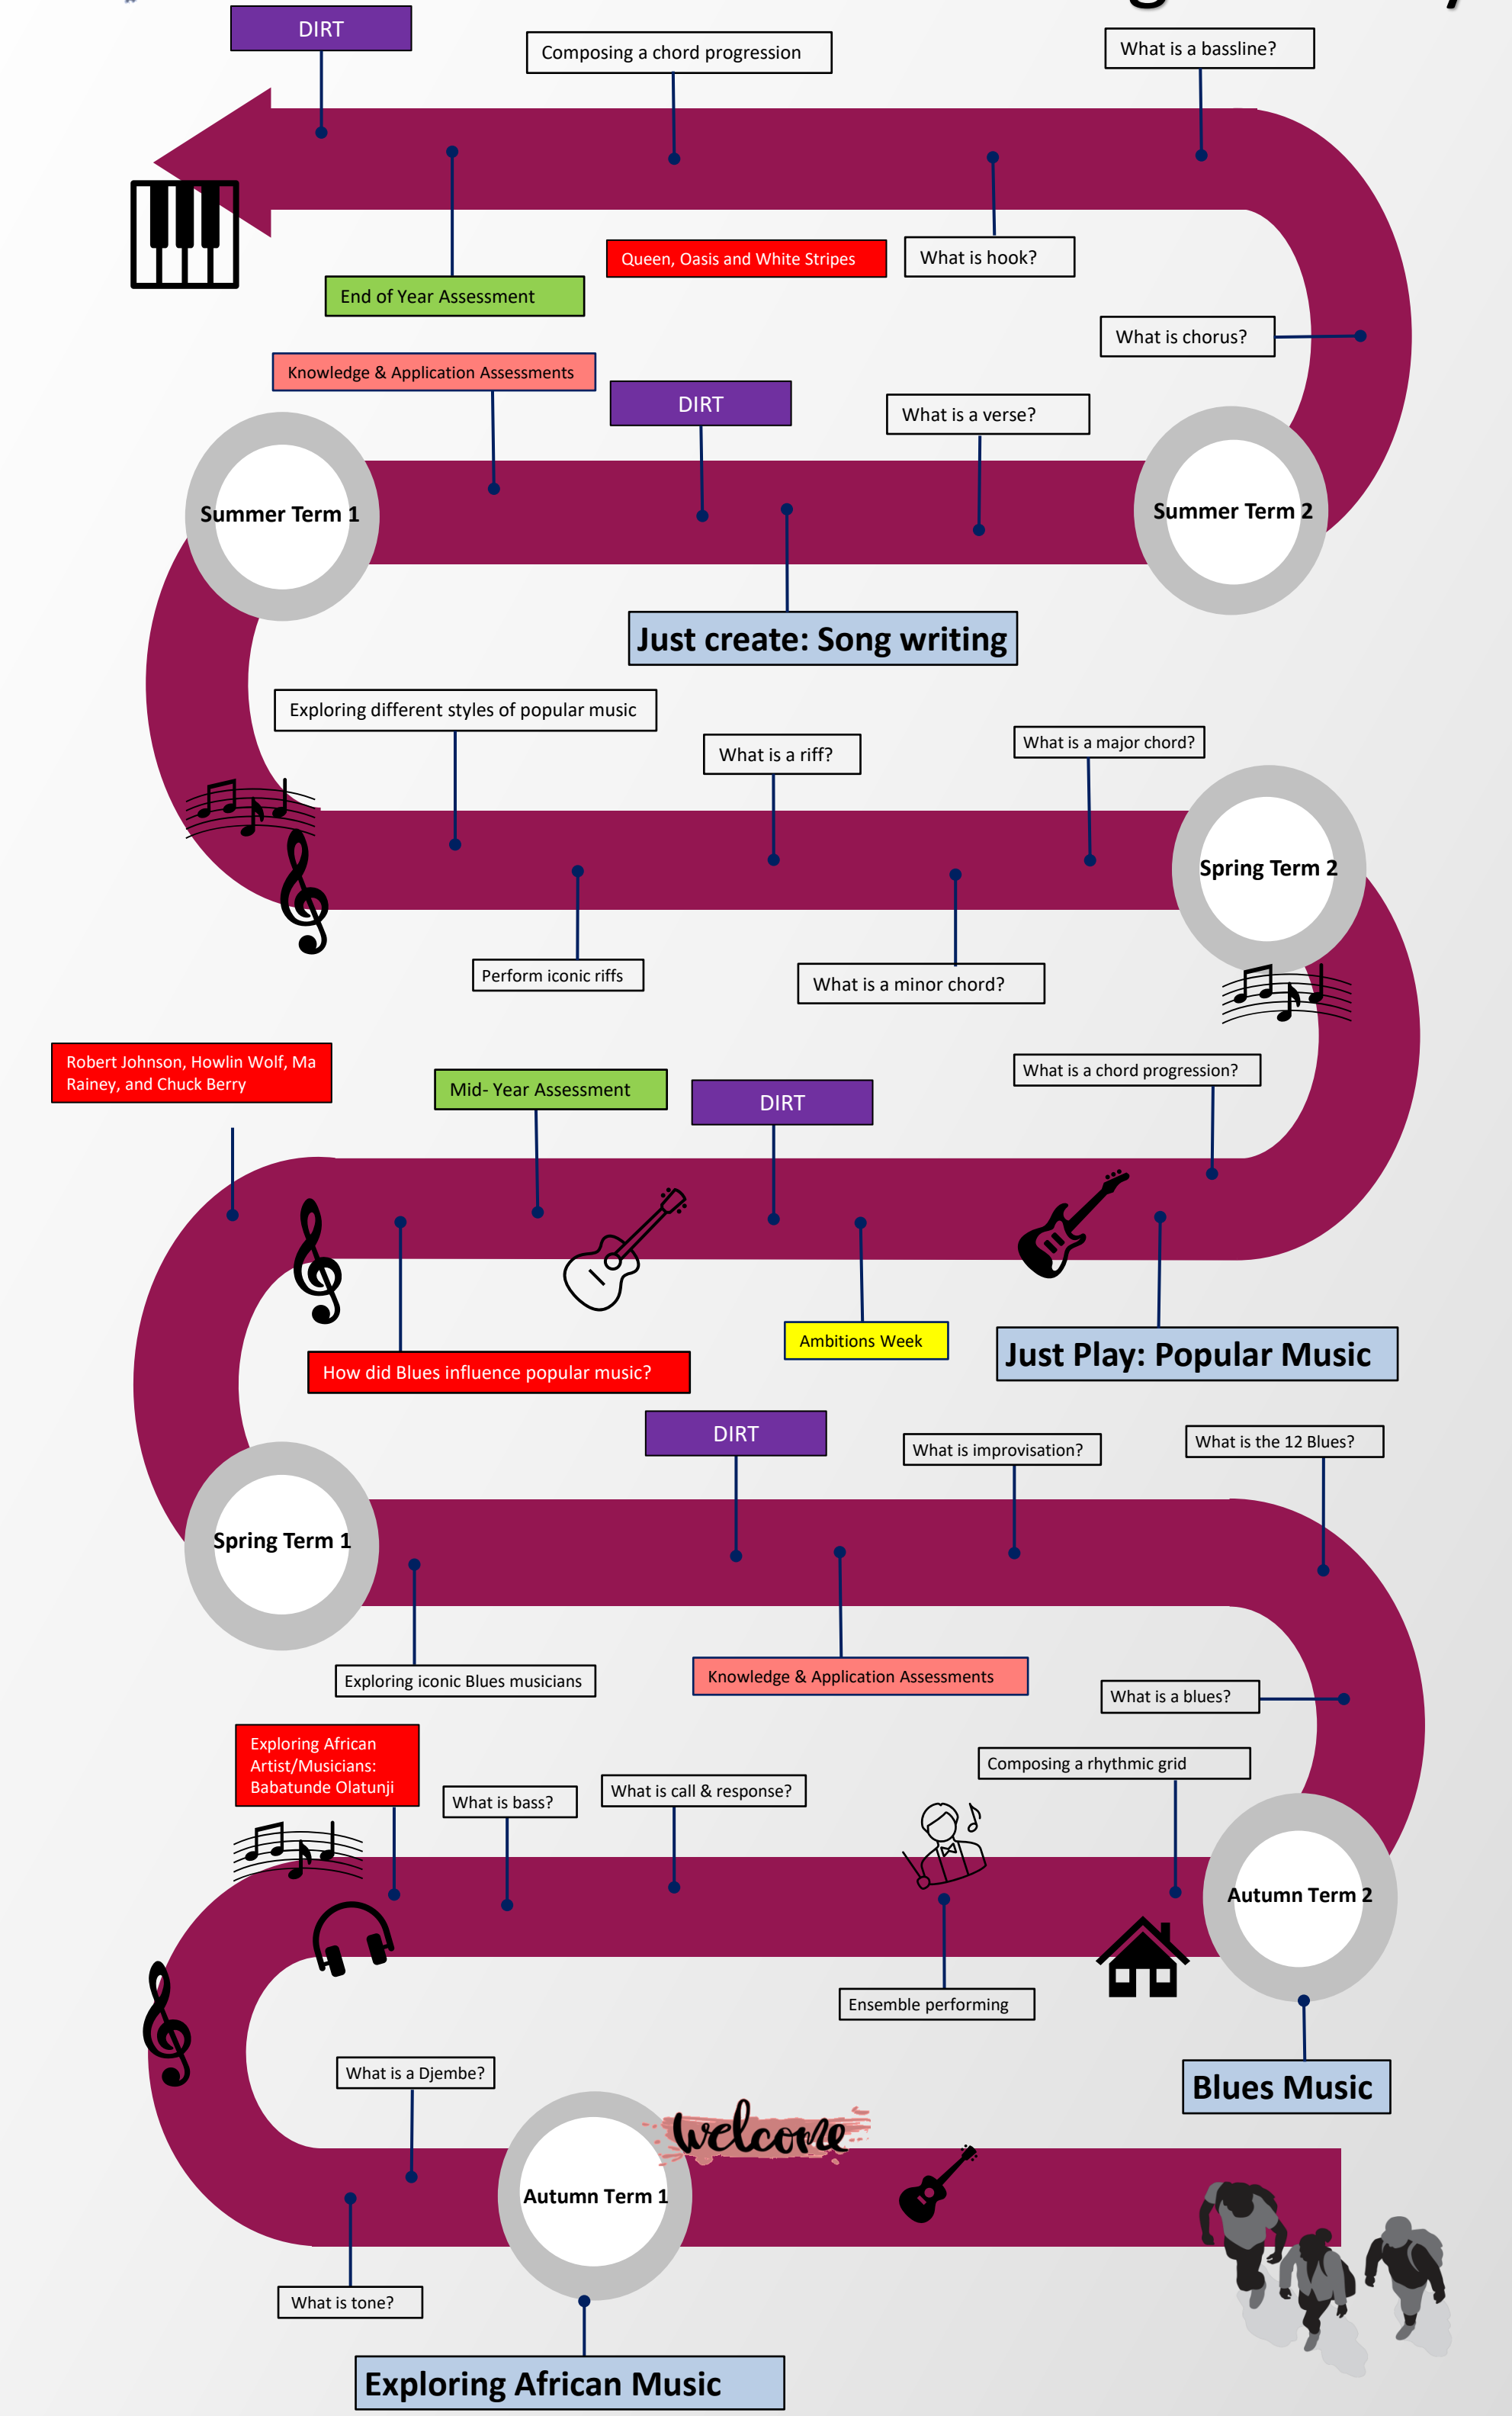 DIRT
Composing a chord progression
What is a bassline?
Queen, Oasis and White Stripes
What is hook?
End of Year Assessment
What is chorus?
Knowledge & Application Assessments
DIRT
What is a verse?
Summer Term 1
Summer Term 2
Just create: Song writing
Exploring different styles of popular music
What is a riff?
What is a major chord?
Spring Term 2
Perform iconic riffs
What is a minor chord?
Robert Johnson, Howlin Wolf, Ma
Rainey, and Chuck Berry
Mid- Year Assessment
DIRT
What is a chord progression?
Ambitions Week
Just Play: Popular Music
How did Blues influence popular music?
DIRT
What is improvisation?
What is the 12 Blues?
Spring Term 1
Exploring iconic Blues musicians
Knowledge & Application Assessments
What is a blues?
Exploring African
Artist/Musicians:
Babatunde Olatunji
What is bass?
What is call & response?
Composing a rhythmic grid
Autumn Term 2
Ensemble performing
What is a Djembe?
Blues Music
welcome
Autumn Term 1
What is tone?
Exploring African Music